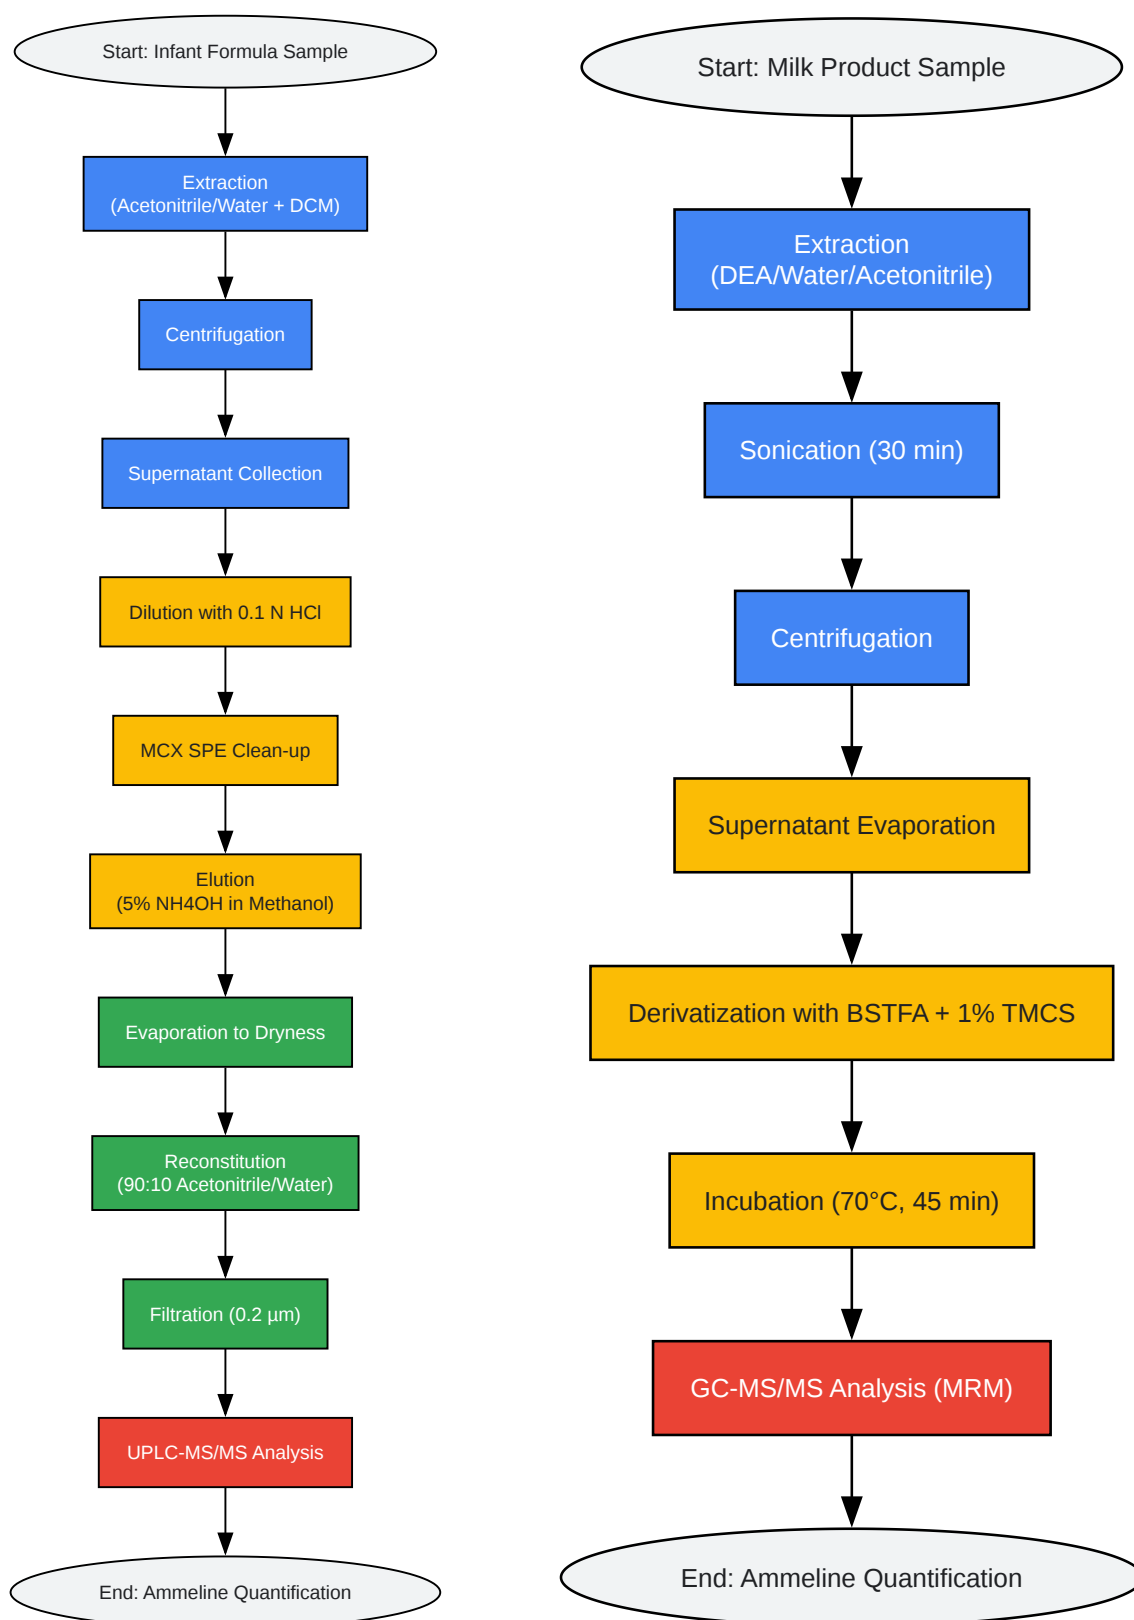 Start: Infant Formula Sample
Extraction
(Acetonitrile/Water + DCM)
Centrifugation
Supernatant Collection
Dilution with 0.1 N HCl
MCX SPE Clean-up
Elution
(5% NH4OH in Methanol)
Evaporation to Dryness
Reconstitution
(90:10 Acetonitrile/Water)
Filtration (0.2 µm)
UPLC-MS/MS Analysis
End: Ammeline Quantification
Start: Milk Product Sample
Extraction
(DEA/Water/Acetonitrile)
Sonication (30 min)
Centrifugation
Supernatant Evaporation
Derivatization with BSTFA + 1% TMCS
Incubation (70°C, 45 min)
GC-MS/MS Analysis (MRM)
End: Ammeline Quantification